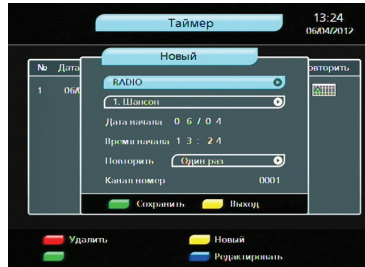 Таймер
13:24
06/04/2012
№ Дата
овторить
1 06/0
Новый
RADIO
1. Шансон
Дата начала 0 6 / 0 4
Время начала 1 3 : 2 4
Повторить Один раз
Канал номер 0001
Сохранить Выход
Удалить Новый
Редактировать